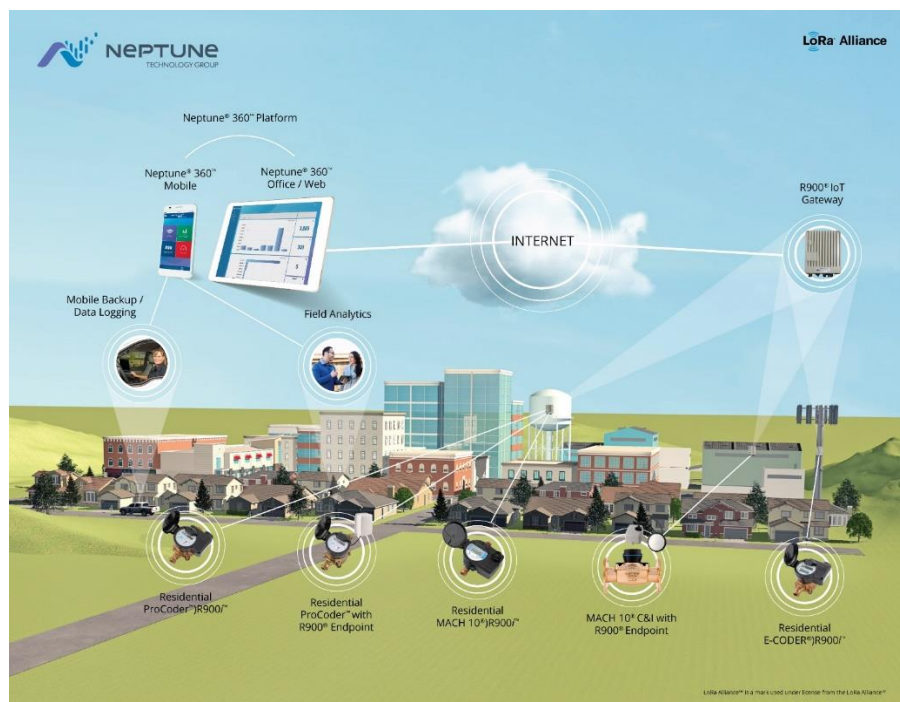 NEPTUNE
TECHNOLOGY GROUP
LoRa Alliance
Neptune® 360™ Platform
Neptune® 360™
Mobile
Neptune® 360™
Office / Web
R900® IoT
Gateway
INTERNET
Mobile Backup /
Data Logging
Field Analytics
Residential
ProCoder™)R900i™
Residential
ProCoder™ with
R900® Endpoint
Residential
MACH 10®)R900i™
MACH 10® C&I with
R900® Endpoint
Residential
E-CODER®)R900i™
LoRa Alliance™ is a mark used under license from the LoRa Alliance™